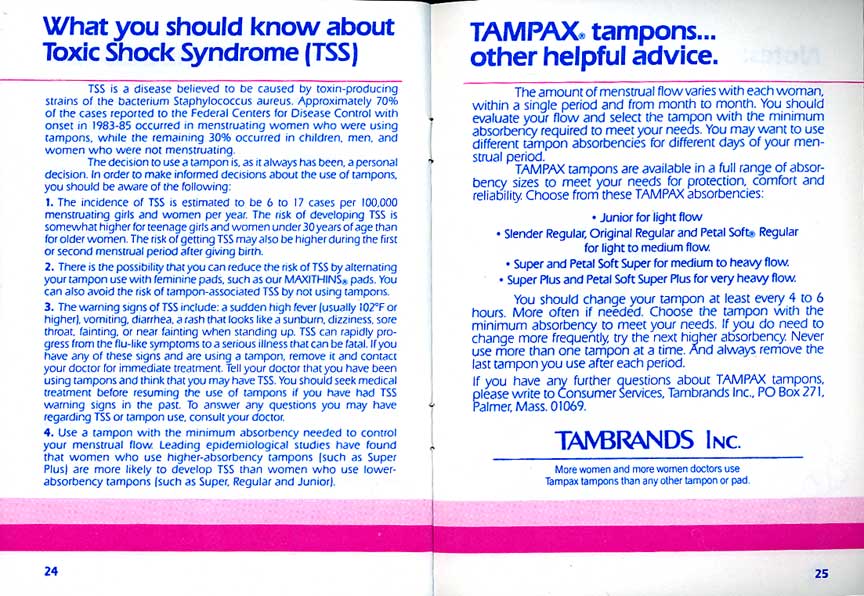 What you should know about
Toxic Shock Syndrome (TSS)
TSS is a disease believed to be caused by toxin-producing
strains of the bacterium Staphylococcus aureus. Approximately 70%
of the cases reported to the Federal Centers for Disease Control with
onset in 1983-85 occurred in menstruating women who were using
tampons, while the remaining 30% occurred in children, men, and
women who were not menstruating.
The decision to use a tampon is, as it always has been, a personal
decision. In order to make informed decisions about the use of tampons,
you should be aware of the following:
1. The incidence of TSS is estimated to be 6 to 17 cases per 100,000
menstruating girls and women per year. The risk of developing TSS is
somewhat higher for teenage girls and women under 30 years of age than
for older women. The risk of getting TSS may also be higher during the first
or second menstrual period after giving birth.
2. There is the possibility that you can reduce the risk of TSS by alternating
your tampon use with feminine pads, such as our MAXITHINS® pads. You
can also avoid the risk of tampon-associated TSS by not using tampons.
3. The warning signs of TSS include: a sudden high fever (usually 102°F or
higher), vomiting, diarrhea, a rash that looks like a sunburn, dizziness, sore
throat, fainting, or near fainting when standing up. TSS can rapidly pro-
gress from the flu-like symptoms to a serious illness that can be fatal. If you
have any of these signs and are using a tampon, remove it and contact
your doctor for immediate treatment. Tell your doctor that you have been
using tampons and think that you may have TSS. You should seek medical
treatment before resuming the use of tampons if you have had TSS
warning signs in the past. To answer any questions you may have
regarding TSS or tampon use, consult your doctor.
4. Use a tampon with the minimum absorbency needed to control
your menstrual flow. Leading epidemiological studies have found
that women who use higher-absorbency tampons (such as Super
Plus) are more likely to develop TSS than women who use lower-
absorbency tampons (such as Super, Regular and Junior).
24
TAMPAX® tampons...
other helpful advice.
The amount of menstrual flow varies with each woman,
within a single period and from month to month. You should
evaluate your flow and select the tampon with the minimum
absorbency required to meet your needs. You may want to use
different tampon absorbencies for different days of your men-
strual period.
TAMPAX tampons are available in a full range of absor-
bency sizes to meet your needs for protection, comfort and
reliability. Choose from these TAMPAX absorbencies:
• Junior for light flow
• Slender Regular, Original Regular and Petal Soft® Regular
for light to medium flow.
• Super and Petal Soft Super for medium to heavy flow.
• Super Plus and Petal Soft Super Plus for very heavy flow.
You should change your tampon at least every 4 to 6
hours. More often if needed. Choose the tampon with the
minimum absorbency to meet your needs. If you do need to
change more frequently, try the next higher absorbency. Never
use more than one tampon at a time. And always remove the
last tampon you use after each period.
If you have any further questions about TAMPAX tampons,
please write to Consumer Services, Tambrands Inc., PO Box 271,
Palmer, Mass. 01069.
TAMBRANDS INC.
More women and more women doctors use
Tampax tampons than any other tampon or pad.
25